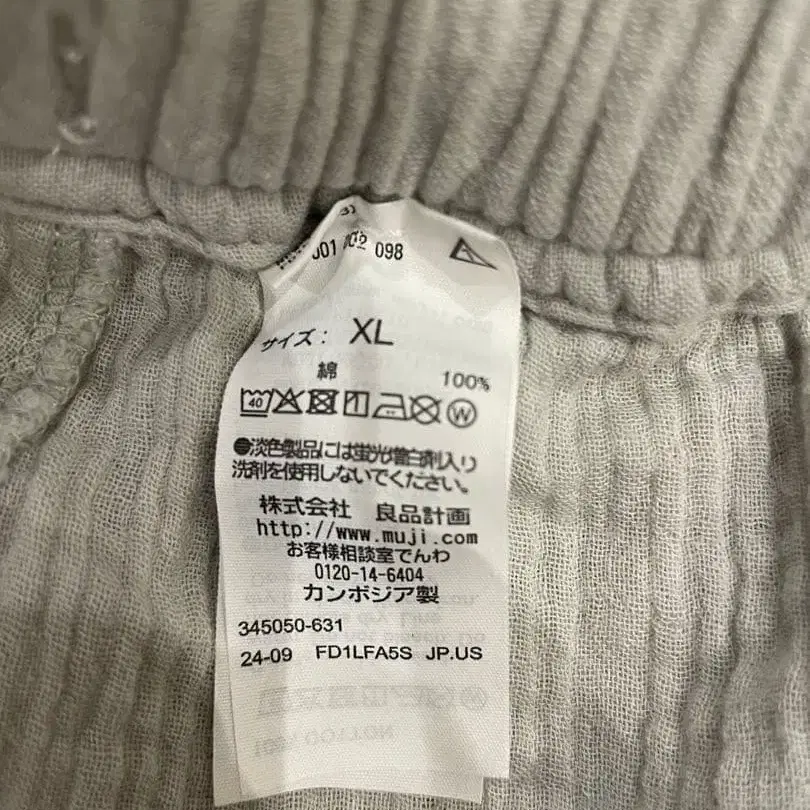 001 002 098
サイズ: XL
綿 100%
40 W
●淡色製品には蛍光増白剤入り
洗剤を使用しないでください。
株式会社 良品計画
http://www.muji.com
お客様相談室でんわ
0120-14-6404
カンボジア製
345050-631
24-09 FD1LFA5S JP.US
100% COTTON